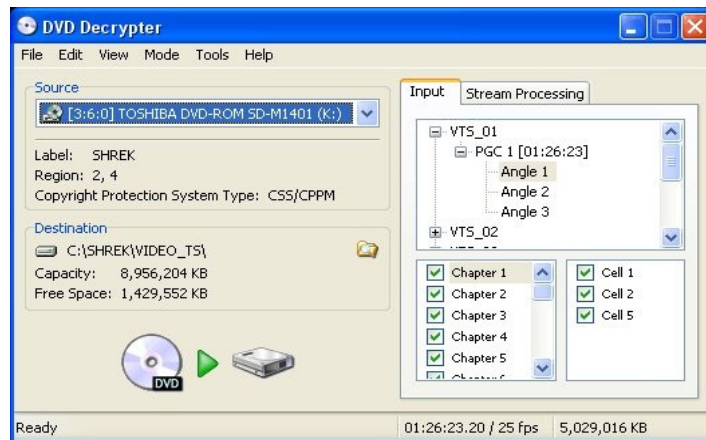 DVD Decrypter
File Edit View Mode Tools Help
Source
[3:6:0] TOSHIBA DVD-ROM SD-M1401 (K:)
Label: SHREK
Region: 2, 4
Copyright Protection System Type: CSS/CPPM
Destination
C:\SHREK\VIDEO_TS\
Capacity: 8,956,204 KB
Free Space: 1,429,552 KB
DVD
Input Stream Processing
VTS_01
PGC 1 [01:26:23]
Angle 1
Angle 2
Angle 3
VTS_02
Chapter 1
Chapter 2
Chapter 3
Chapter 4
Chapter 5
Cell 1
Cell 2
Cell 5
Ready
01:26:23.20 / 25 fps
5,029,016 KB